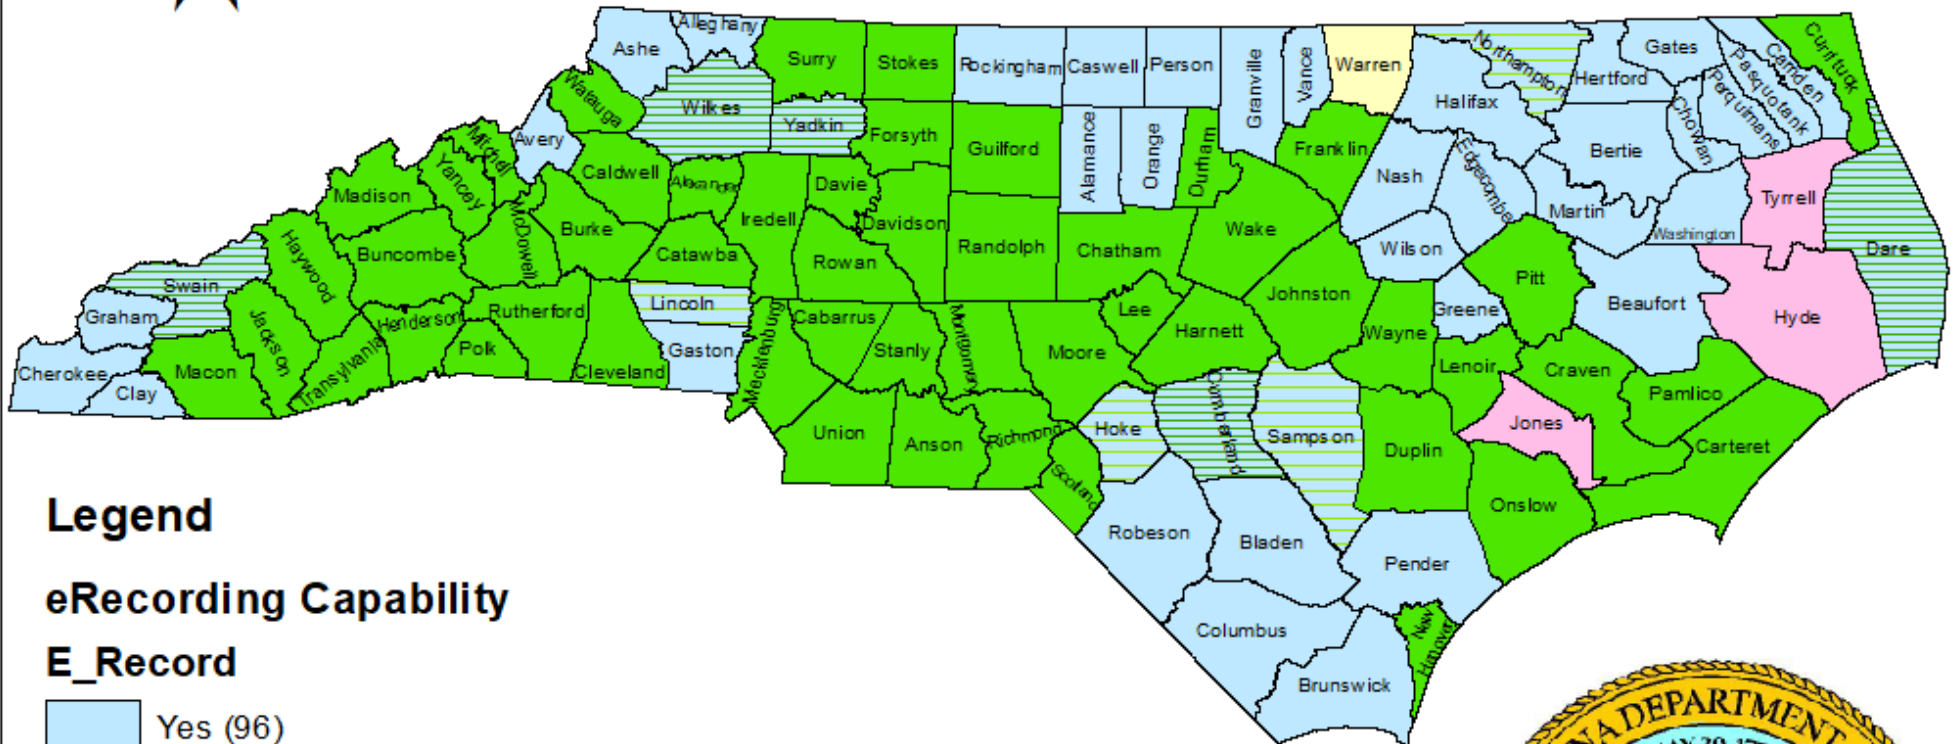 Alleghany
Ashe
Surry
Stokes
Rockingham
Caswell
Person
Granville
Vance
Warren
Northampton
Gates
Hertford
Camden
Pasquotank
Perquimans
Currituck
Chowan
Halifax
Watauga
Wilkes
Yadkin
Forsyth
Guilford
Alamance
Orange
Durham
Franklin
Nash
Edgecombe
Bertie
Mitchel
Avery
Yancey
Madison
Caldwell
Alexander
Davie
Iredell
Davidson
Randolph
Chatham
Wake
Martin
Washington
Tyrrell
Dare
Haywood
Buncombe
McDowell
Burke
Catawba
Rowan
Wilson
Pitt
Beaufort
Hyde
Swain
Graham
Jackson
Henderson
Rutherford
Lincoln
Mecklenburg
Cabarrus
Stanly
Montgomery
Moore
Lee
Harnett
Johnston
Wayne
Greene
Cherokee
Clay
Macon
Transylvania
Polk
Cleveland
Gaston
Lenoir
Craven
Pamlico
Jones
Carteret
Union
Anson
Richmond
Scotland
Hoke
Cumberland
Sampson
Duplin
Onslow
Robeson
Bladen
Pender
Columbus
Brunswick
New
Hanover
Legend
eRecording Capability
E_Record
Yes (96)
NA DEPARTMENT
MAY 20, 17